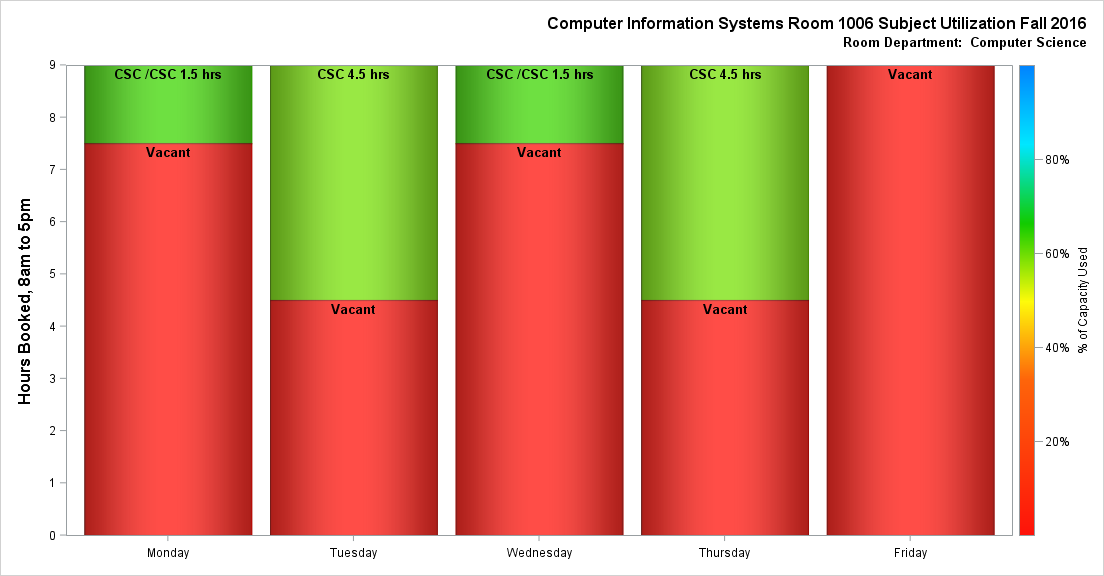 Computer Information Systems Room 1006 Subject Utilization Fall 2016
Room Department:  Computer Science
Hours Booked, 8am to 5pm
9
8
7
6
5
4
3
2
1
0
CSC /CSC 1.5 hrs
Vacant
CSC 4.5 hrs
Vacant
CSC /CSC 1.5 hrs
Vacant
CSC 4.5 hrs
Vacant
Vacant
Monday
Tuesday
Wednesday
Thursday
Friday
80%
60%
40%
20%
% of Capacity Used